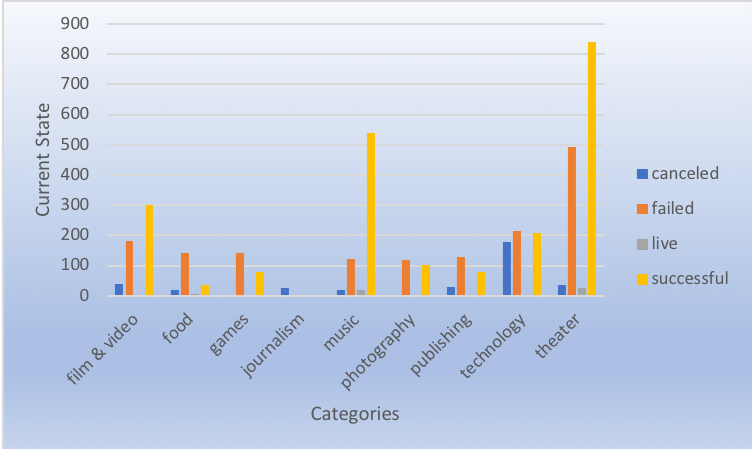 900
800
700
600
500
400
300
200
100
0
Current State
film & video
food
games
journalism
music
photography
publishing
technology
theater
Categories
canceled
failed
live
successful